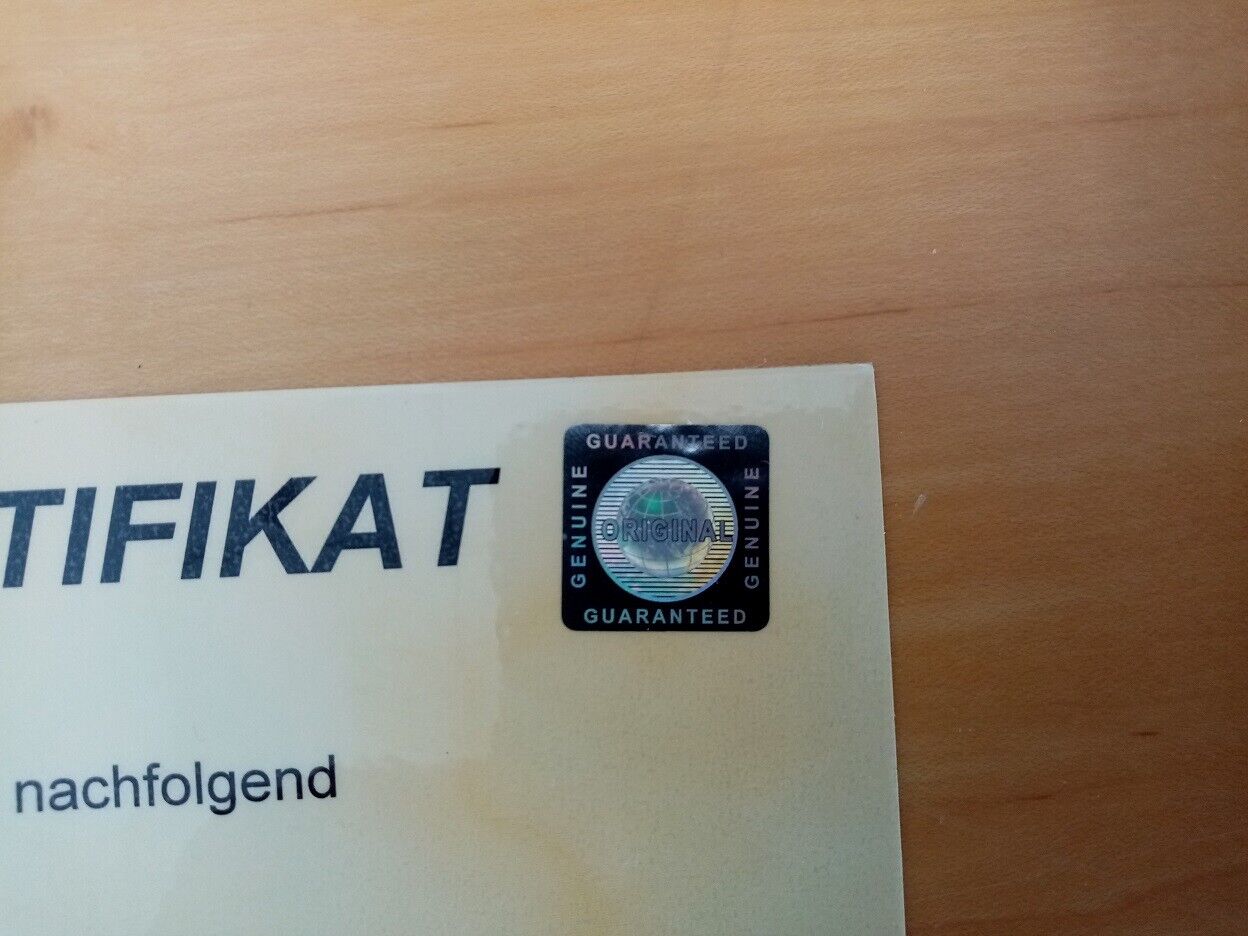 TIFIKAT
GUARANTEED
GENUINE
ORIGINAL
GENUINE
GUARANTEED
nachfolgend